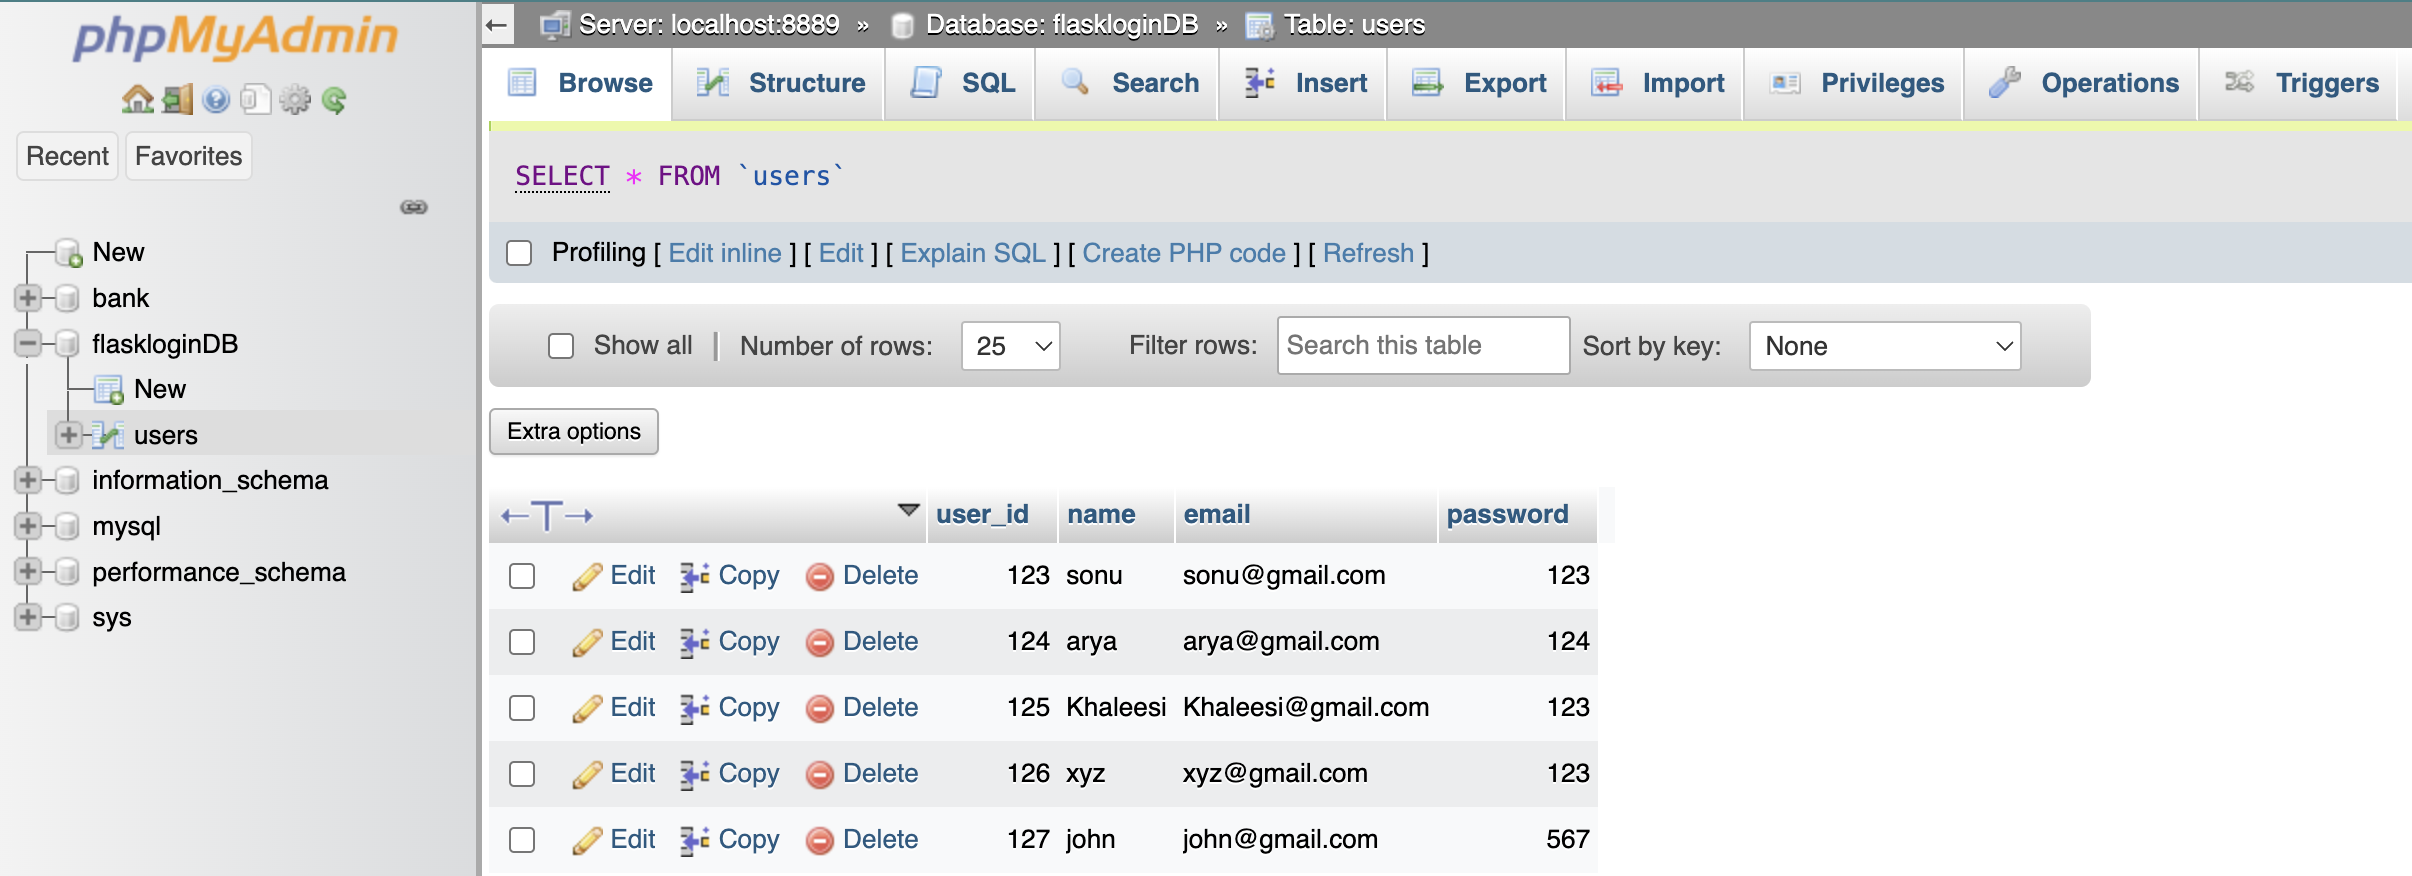 phpMyAdmin
Recent Favorites
New
bank
flaskloginDB
New
users
information_schema
mysql
performance_schema
sys
Server: localhost:8889 » Database: flaskloginDB » Table: users
Browse Structure SQL Search Insert Export Import Privileges Operations Triggers
SELECT * FROM `users`
Profiling [ Edit inline ] [ Edit ] [ Explain SQL ] [ Create PHP code ] [ Refresh ]
Show all | Number of rows: 25 Filter rows: Search this table Sort by key: None
Extra options
←T→ user_id name email password
Edit Copy Delete 123 sonu sonu@gmail.com 123
Edit Copy Delete 124 arya arya@gmail.com 124
Edit Copy Delete 125 Khaleesi Khaleesi@gmail.com 123
Edit Copy Delete 126 xyz xyz@gmail.com 123
Edit Copy Delete 127 john john@gmail.com 567